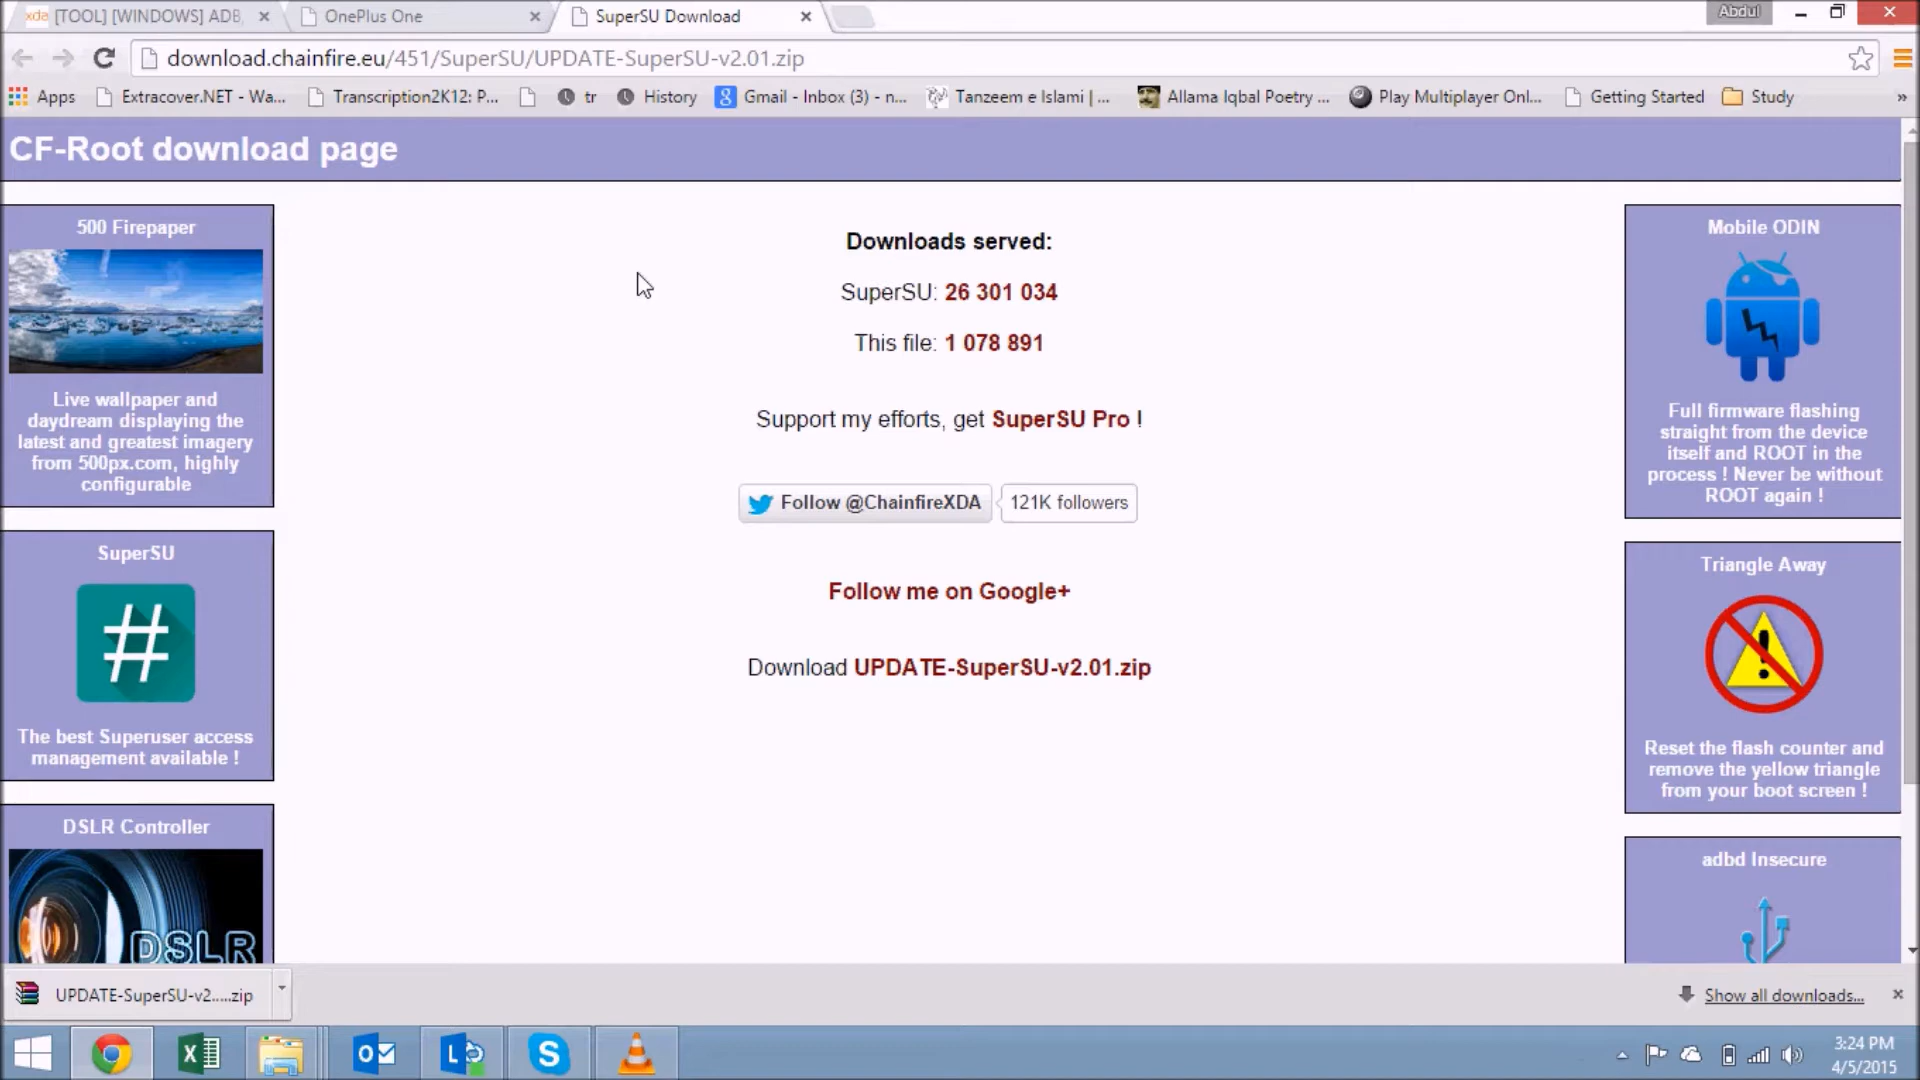 xda [TOOL] [WINDOWS] ADB,
OnePlus One
SuperSU Download
Abdul
download.chainfire.eu/451/SuperSU/UPDATE-SuperSU-v2.01.zip
Apps
Extracover.NET - Wa...
Transcription2K12: P...
tr
History
Gmail - Inbox (3) - n...
Tanzeem e Islami | ...
Allama Iqbal Poetry ...
Play Multiplayer Onl...
Getting Started
Study
»
CF-Root download page
500 Firepaper
Live wallpaper and
daydream displaying the
latest and greatest imagery
from 500px.com, highly
configurable
SuperSU
#
The best Superuser access
management available !
DSLR Controller
DSLR
Downloads served:
SuperSU: 26 301 034
This file: 1 078 891
Support my efforts, get SuperSU Pro !
Follow @ChainfireXDA
121K followers
Follow me on Google+
Download UPDATE-SuperSU-v2.01.zip
Mobile ODIN
Full firmware flashing
straight from the device
itself and ROOT in the
process ! Never be without
ROOT again !
Triangle Away
Reset the flash counter and
remove the yellow triangle
from your boot screen !
adbd Insecure
UPDATE-SuperSU-v2.....zip
Show all downloads...
3:24 PM
4/5/2015